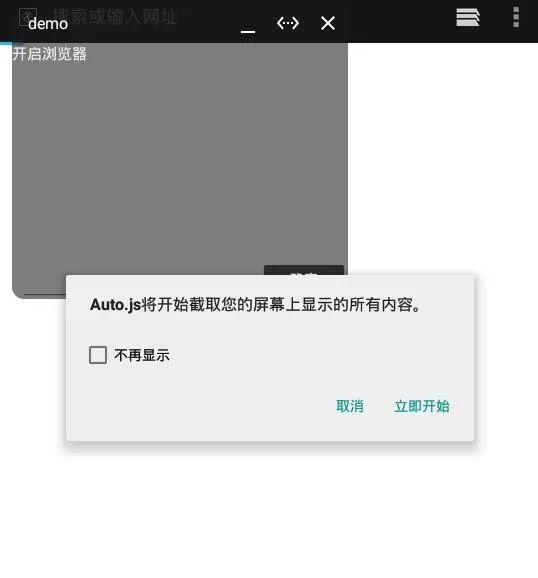 搜索或输入网址
demo
开启浏览器
Auto.js将开始截取您的屏幕上显示的所有内容。
不再显示
取消 立即开始